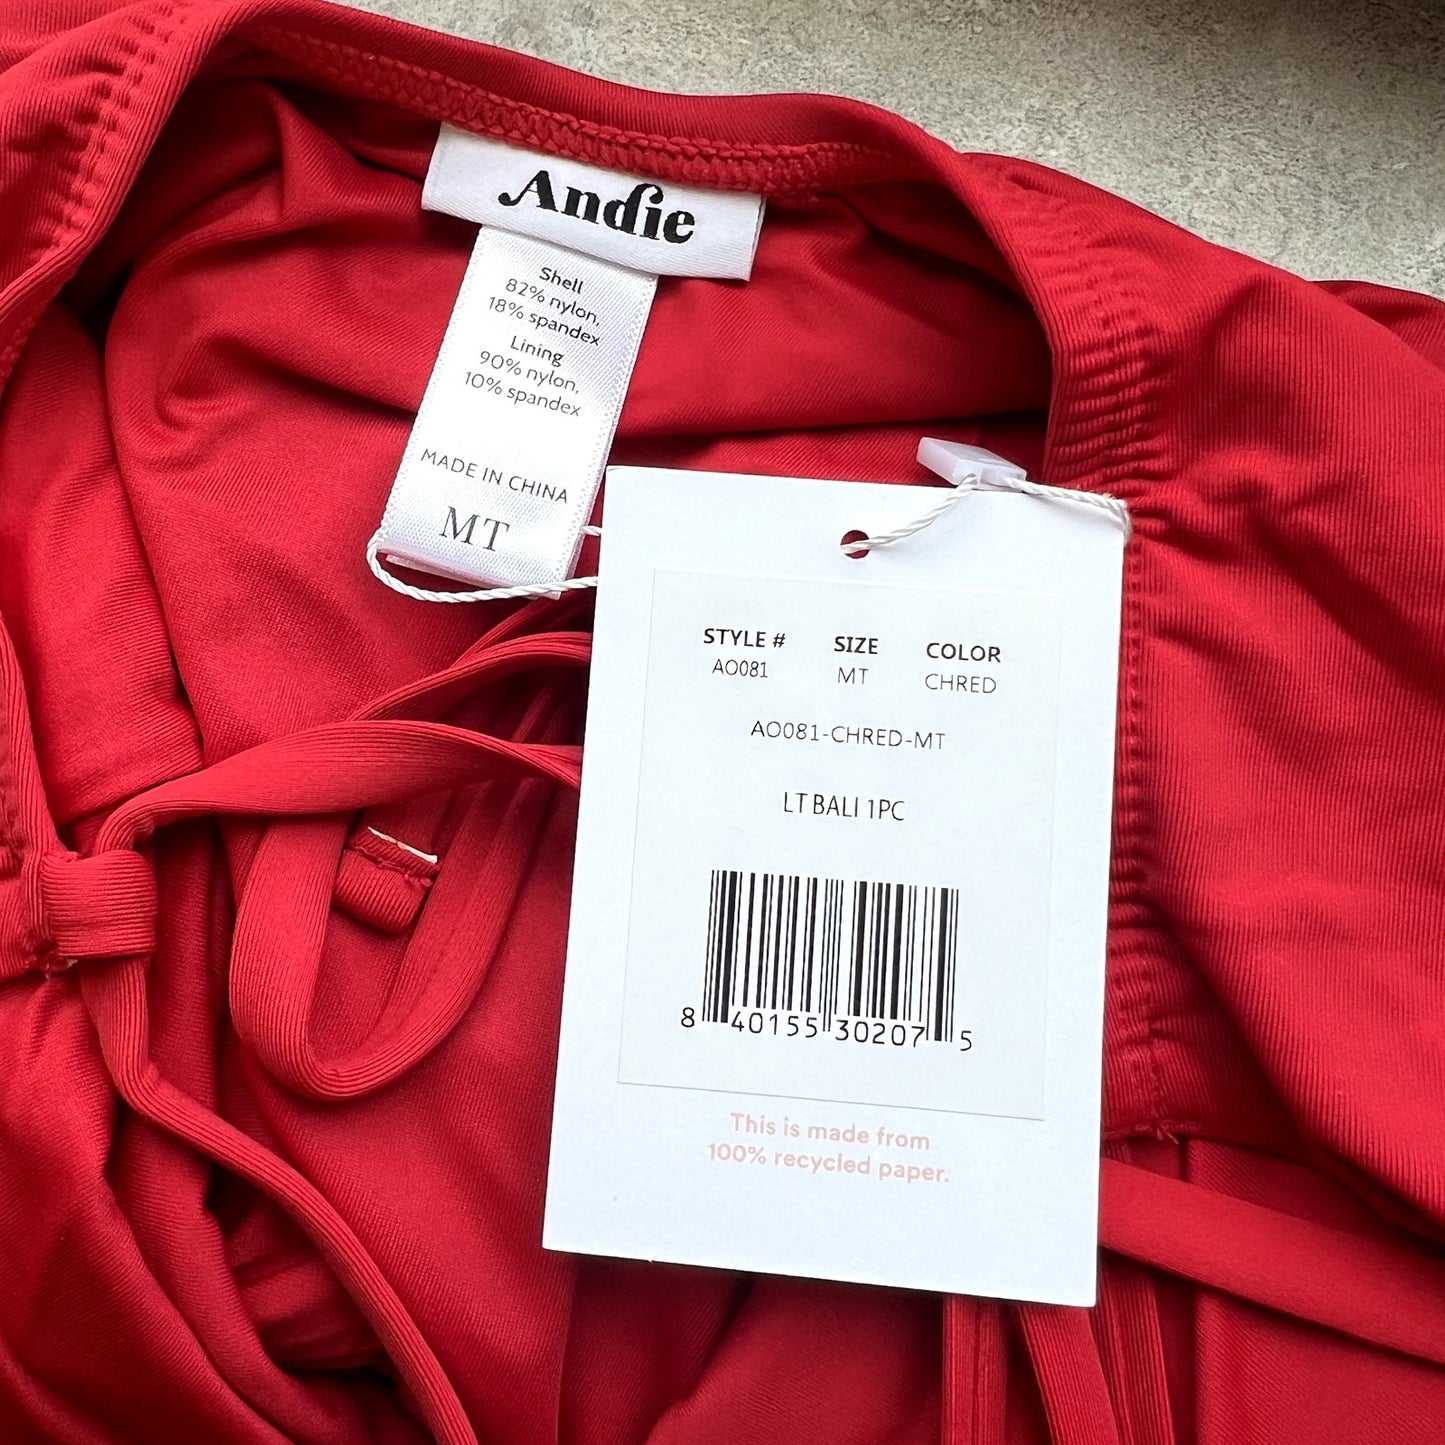 Andie
Shell
82% nylon,
18% spandex
Lining
90% nylon,
10% spandex
MADE IN CHINA
MT
STYLE # SIZE COLOR
AO081 MT CHRED
AO081-CHRED-MT
LT BALI 1PC
8 40155 30207 5
This is made from
100% recycled paper.